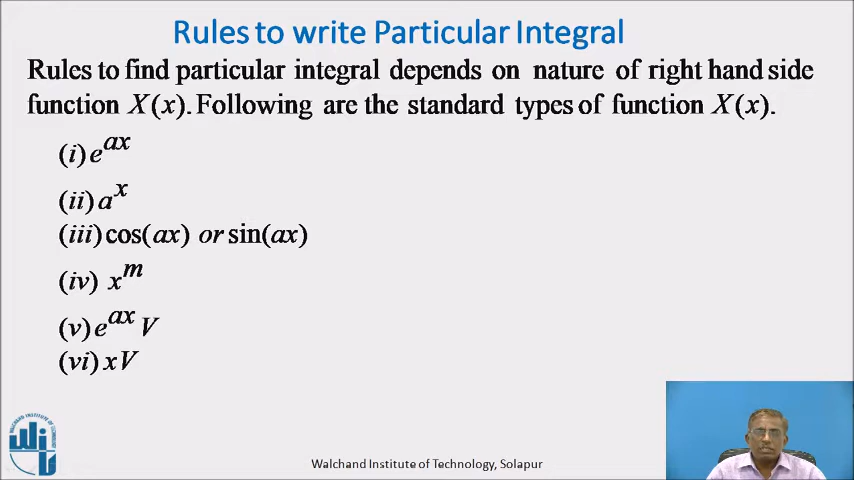 Rules to write Particular Integral
Rules to find particular integral depends on nature of right hand side
function X(x). Following are the standard types of function X(x).
(i) e^{ax}
(ii) a^{x}
(iii) cos(ax) or sin(ax)
(iv) x^{m}
(v) e^{ax} V
(vi) xV
Walchand Institute of Technology, Solapur